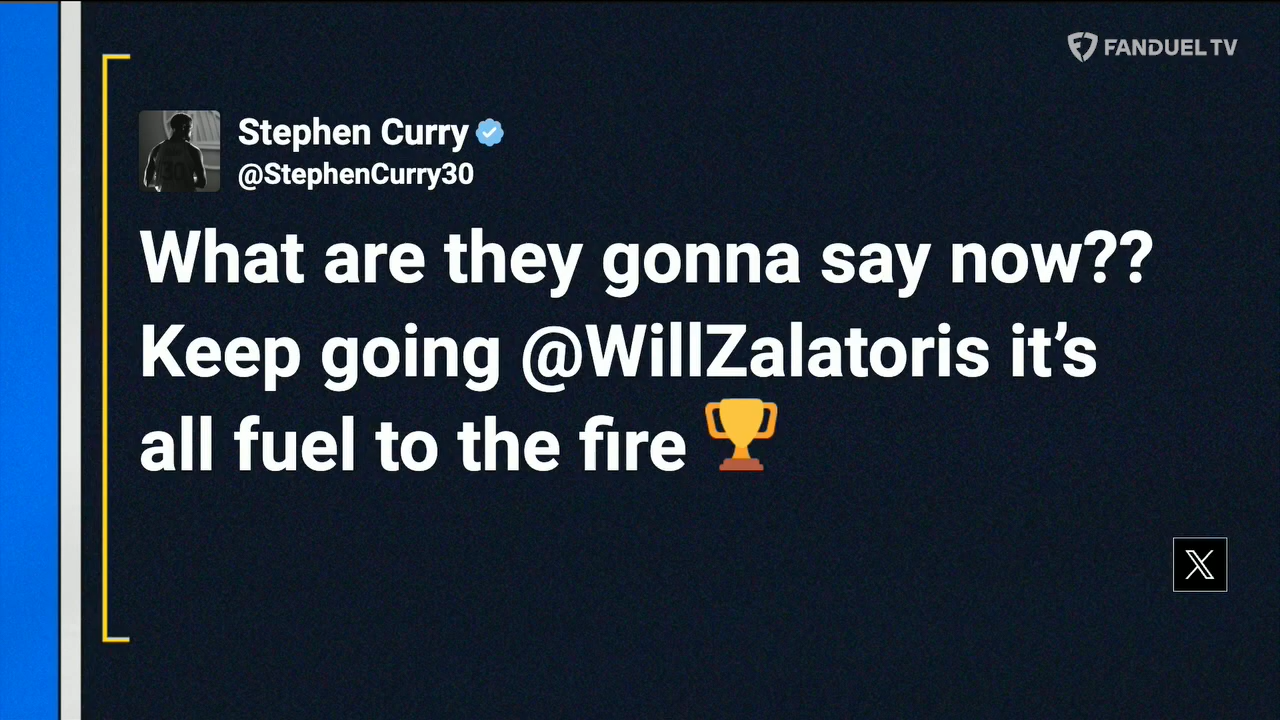 FANDUEL TV
Stephen Curry
@StephenCurry30
What are they gonna say now??
Keep going @WillZalatoris it’s
all fuel to the fire 🏆